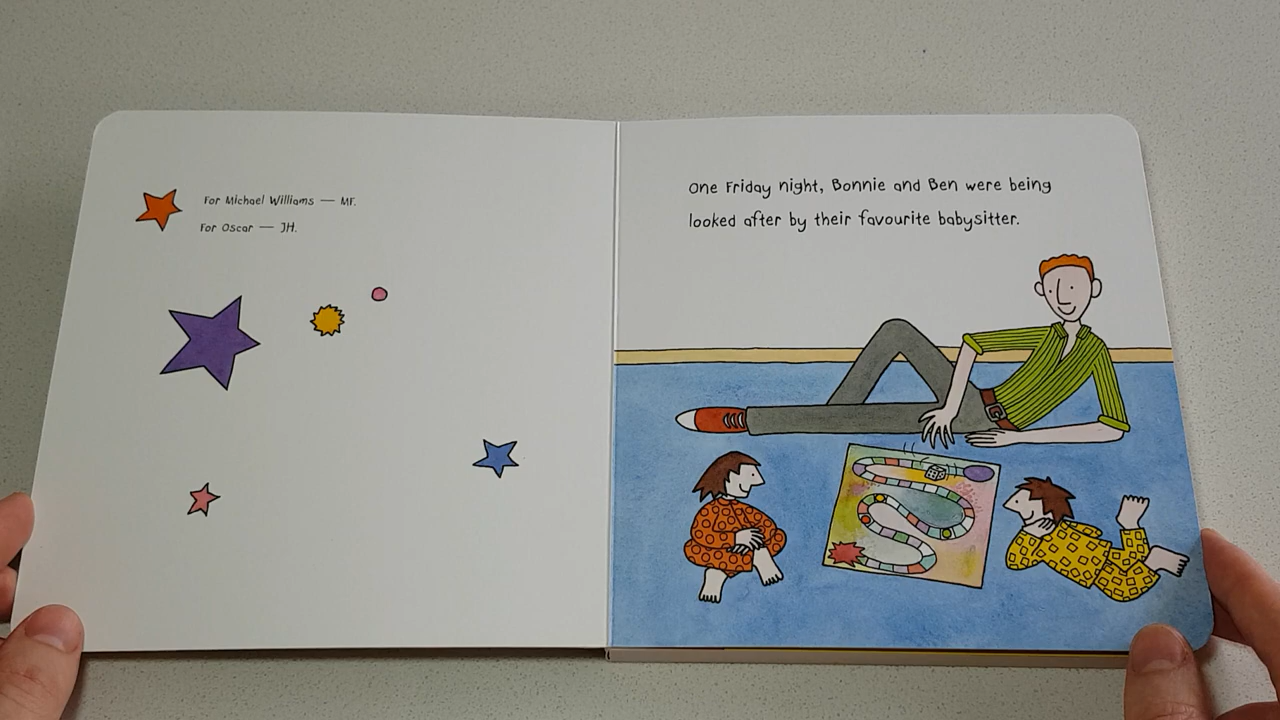 For Michael Williams — MF.
For Oscar — JH.
One Friday night, Bonnie and Ben were being
looked after by their favourite babysitter.